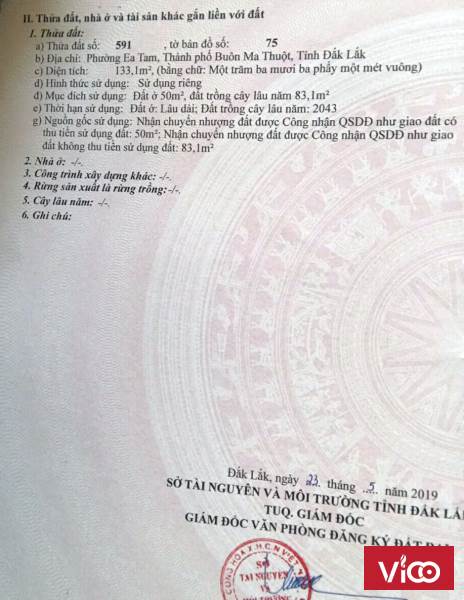 II. Thửa đất, nhà ở và tài sản khác gắn liền với đất
1. Thửa đất:
a) Thửa đất số: 591 , tờ bản đồ số: 75
b) Địa chỉ: Phường Ea Tam, Thành phố Buôn Ma Thuột, Tỉnh Đắk Lắk
c) Diện tích: 133,1m², (bằng chữ: Một trăm ba mươi ba phẩy một mét vuông)
d) Hình thức sử dụng: Sử dụng riêng
đ) Mục đích sử dụng: Đất ở 50m², đất trồng cây lâu năm 83,1m²
e) Thời hạn sử dụng: Đất ở: Lâu dài; Đất trồng cây lâu năm: 2043
g) Nguồn gốc sử dụng: Nhận chuyển nhượng đất được Công nhận QSDĐ như giao đất có
thu tiền sử dụng đất: 50m²; Nhận chuyển nhượng đất được Công nhận QSDĐ như giao
đất không thu tiền sử dụng đất: 83,1m²
2. Nhà ở: -/-
3. Công trình xây dựng khác: -/-.
4. Rừng sản xuất là rừng trồng: -/-.
5. Cây lâu năm: -/-.
6. Ghi chú:
Đắk Lắk, ngày 23. tháng ..5.. năm 2019
SỞ TÀI NGUYÊN VÀ MÔI TRƯỜNG TỈNH ĐẮK LẮK
TUQ. GIÁM ĐỐC
GIÁM ĐỐC VĂN PHÒNG ĐĂNG KÝ ĐẤT
SỞ
TÀI NGUYÊN
VÀ
VICO